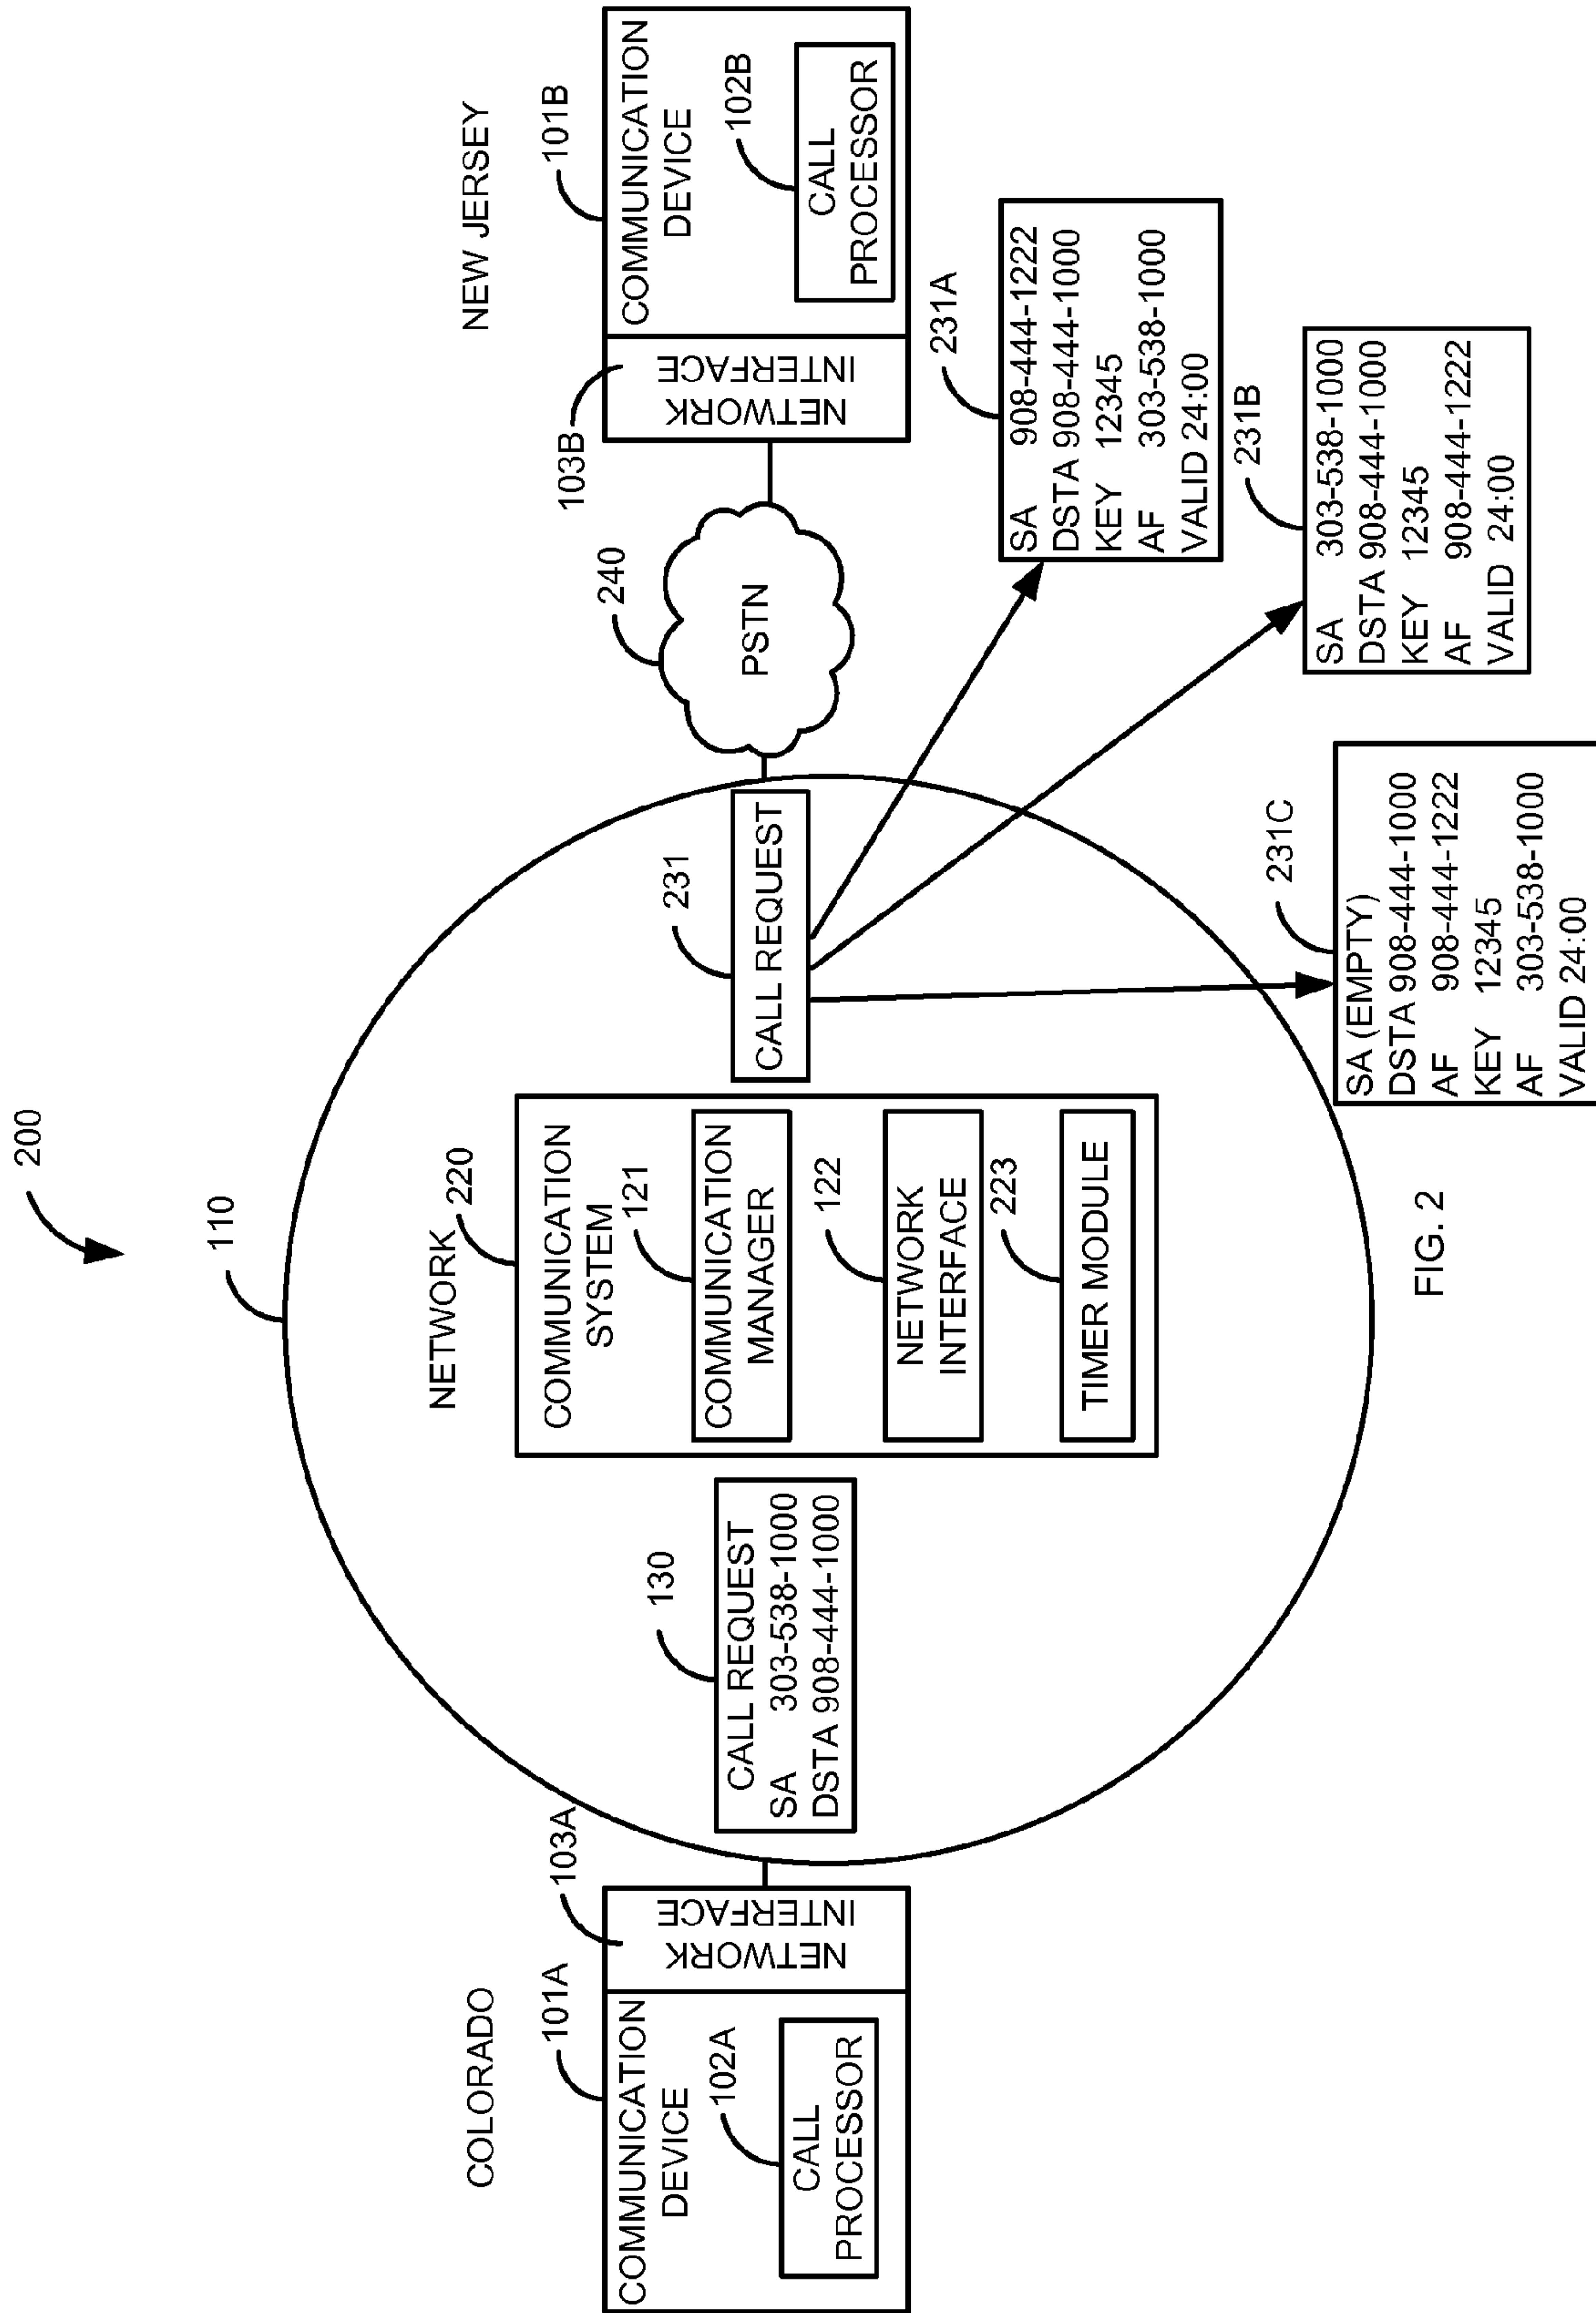 200
COLORADO
101A
COMMUNICATION
DEVICE
102A
CALL
PROCESSOR
103A
NETWORK
INTERFACE
110
NETWORK
130
CALL REQUEST
SA 303-538-1000
DSTA 908-444-1000
220
COMMUNICATION
SYSTEM
121
COMMUNICATION
MANAGER
122
NETWORK
INTERFACE
223
TIMER MODULE
231
CALL REQUEST
240
PSTN
NEW JERSEY
103B
NETWORK
INTERFACE
101B
COMMUNICATION
DEVICE
102B
CALL
PROCESSOR
231A
SA 908-444-1222
DSTA 908-444-1000
KEY 12345
AF 303-538-1000
VALID 24:00
231B
SA 303-538-1000
DSTA 908-444-1000
KEY 12345
AF 908-444-1222
VALID 24:00
231C
SA (EMPTY)
DSTA 908-444-1000
AF 908-444-1222
KEY 12345
AF 303-538-1000
VALID 24:00
FIG. 2